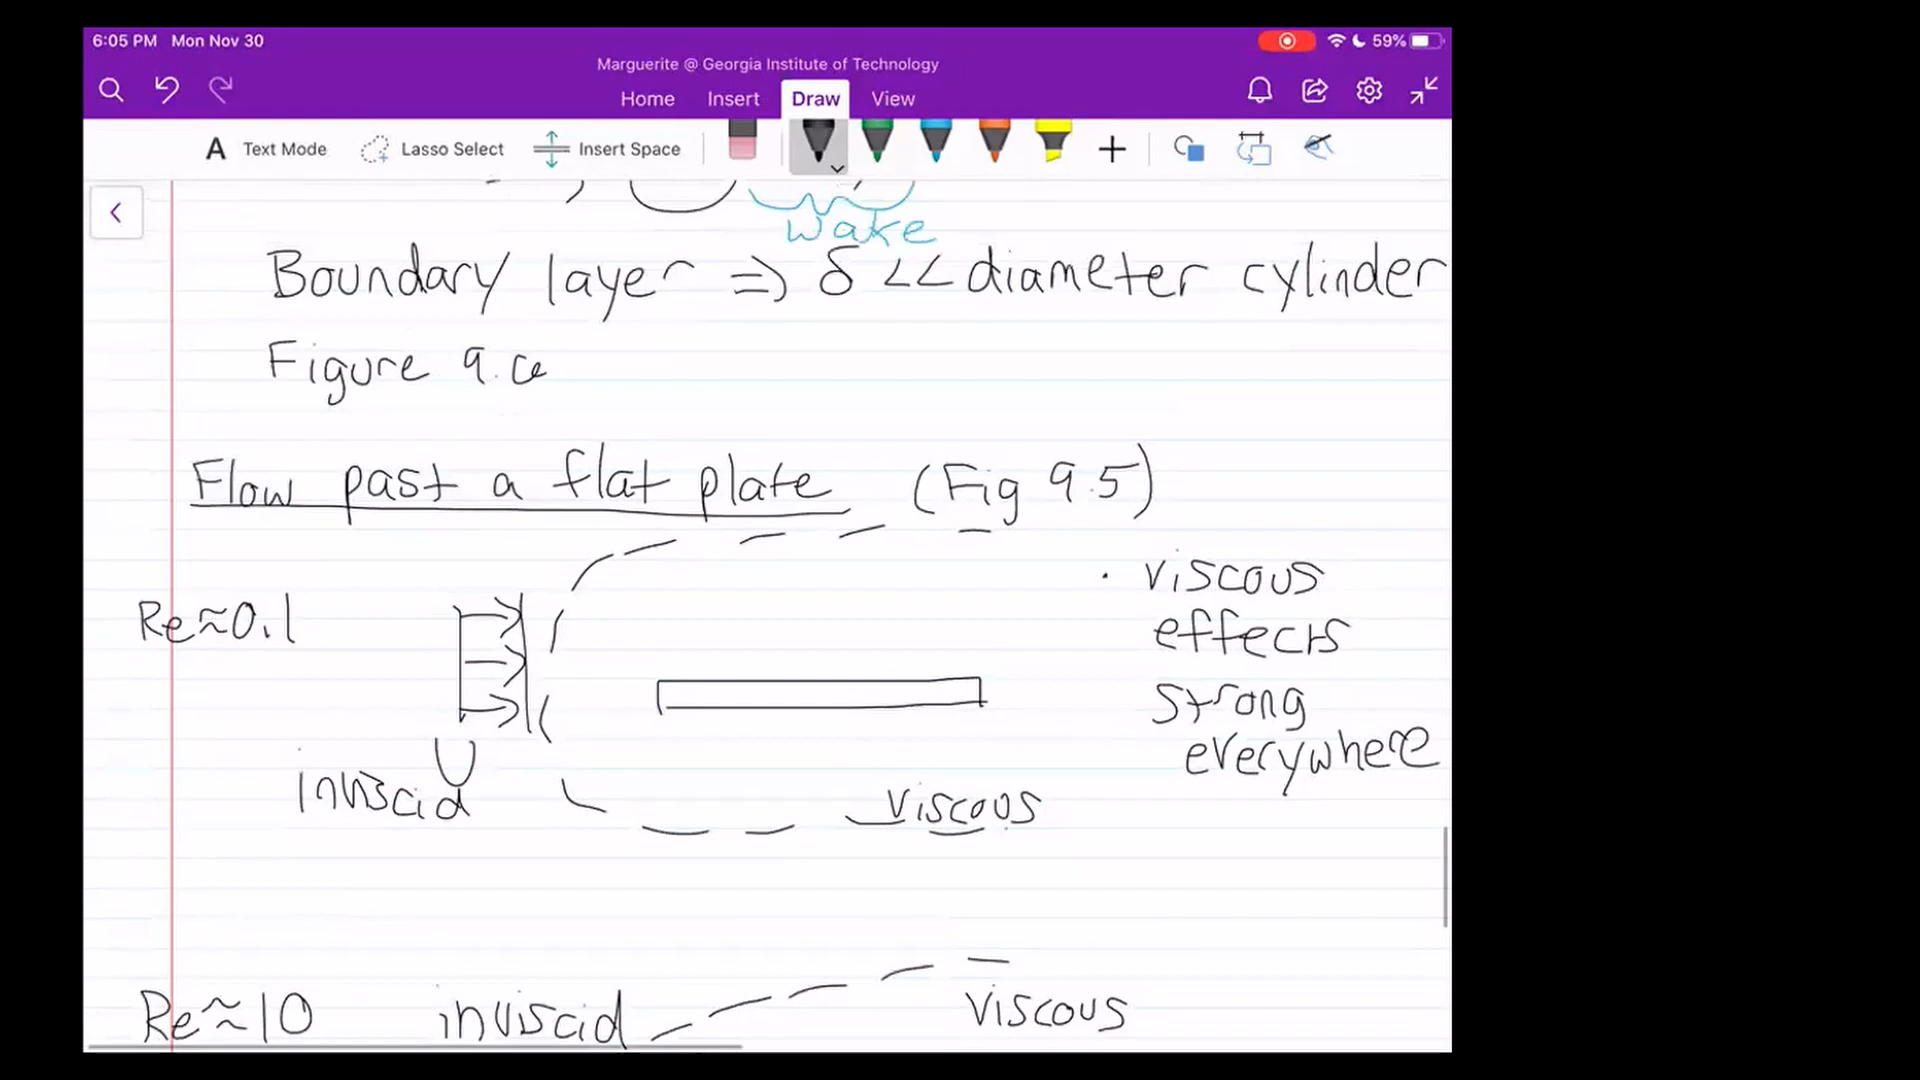 6:05 PM Mon Nov 30
59%
Marguerite @ Georgia Institute of Technology
Home Insert Draw View
A Text Mode Lasso Select Insert Space
wake
Boundary layer => δ << diameter cylinder
Figure 9.
Flow past a flat plate (Fig 9.5)
Re≈0.1
• viscous
effects
strong
everywhere
U
inviscid
viscous
Re≈10 inviscid viscous